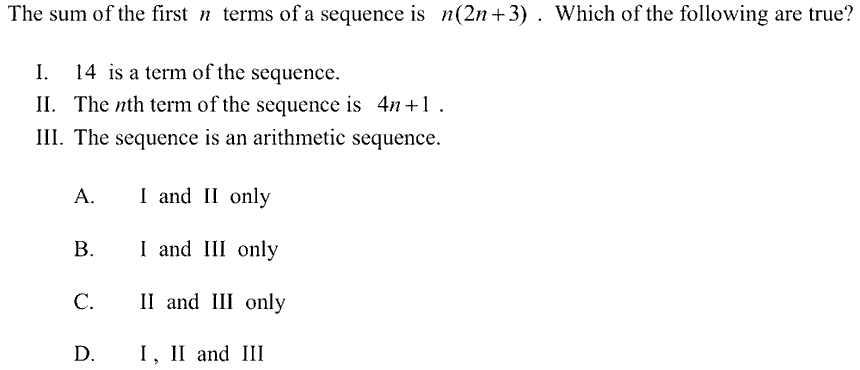 The sum of the first n terms of a sequence is n(2n+3) . Which of the following are true?
I. 14 is a term of the sequence.
II. The nth term of the sequence is 4n+1 .
III. The sequence is an arithmetic sequence.
A. I and II only
B. I and III only
C. II and III only
D. I , II and III